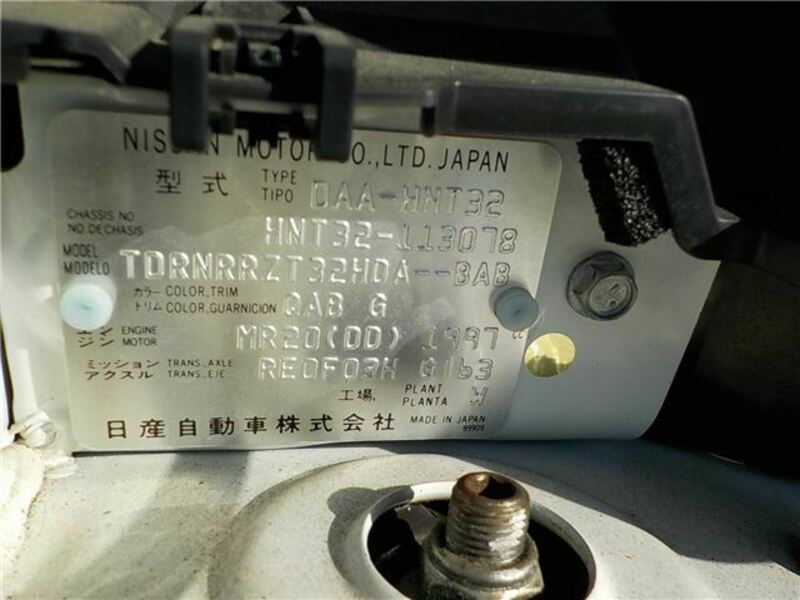 NISSAN MOTOR CO.,LTD. JAPAN
型式 TYPE TIPO DAA-HNT32
CHASSIS NO. NO. DE CHASIS HNT32-113078
MODEL MODELO TDRNRRZT32HDA--BAB
カラー COLOR, TRIM
トリム COLOR, GUARNICION QAB G
エンジン ENGINE MOTOR MR20(DD) 1997 cc
ミッション TRANS., AXLE
アクスル TRANS., EJE RE0F03H G163
工場, PLANT PLANTA W
日産自動車株式会社 MADE IN JAPAN
89909